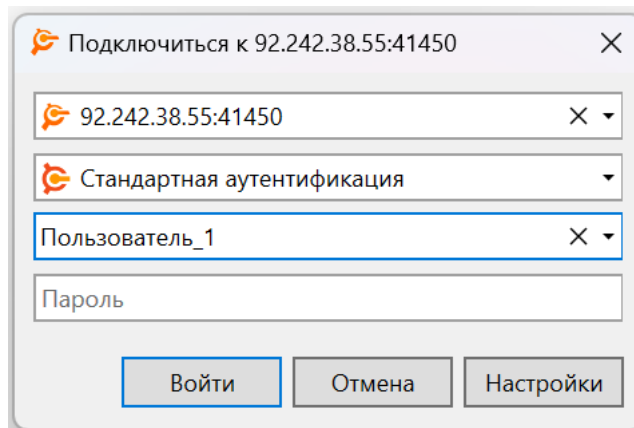 Подключиться к 92.242.38.55:41450
92.242.38.55:41450
Стандартная аутентификация
Пользователь_1
Пароль
Войти Отмена Настройки